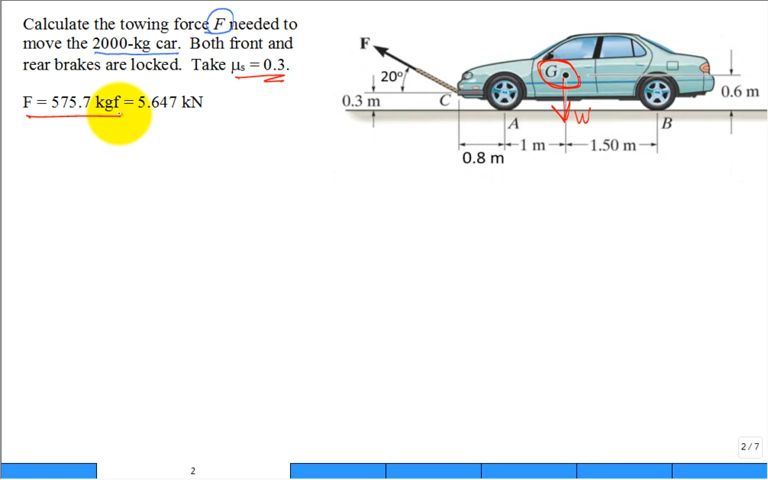 Calculate the towing force F needed to
move the 2000-kg car. Both front and
rear brakes are locked. Take μs = 0.3.
F = 575.7 kgf = 5.647 kN
F
20°
0.3 m
C
G
W
0.6 m
A
B
1 m
1.50 m
0.8 m
2 / 7
2